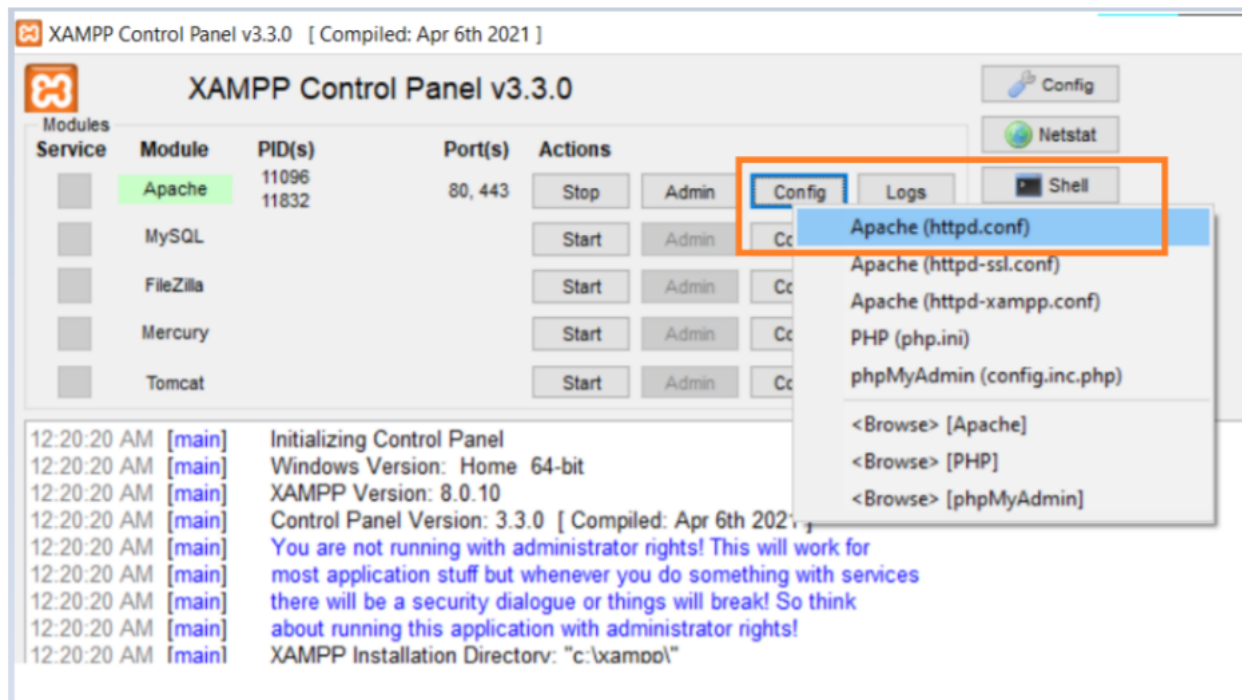 XAMPP Control Panel v3.3.0 [ Compiled: Apr 6th 2021 ]
XAMPP Control Panel v3.3.0
Config
Modules
Netstat
Service Module PID(s) Port(s) Actions
Shell
Apache 11096 80, 443 Stop Admin Config Logs
11832
Apache (httpd.conf)
MySQL Start Admin Co
Apache (httpd-ssl.conf)
FileZilla Start Admin Co
Apache (httpd-xampp.conf)
Mercury Start Admin Co
PHP (php.ini)
phpMyAdmin (config.inc.php)
Tomcat Start Admin Co
<Browse> [Apache]
<Browse> [PHP]
<Browse> [phpMyAdmin]
12:20:20 AM [main] Initializing Control Panel
12:20:20 AM [main] Windows Version: Home 64-bit
12:20:20 AM [main] XAMPP Version: 8.0.10
12:20:20 AM [main] Control Panel Version: 3.3.0 [ Compiled: Apr 6th 2021 ]
12:20:20 AM [main] You are not running with administrator rights! This will work for
12:20:20 AM [main] most application stuff but whenever you do something with services
12:20:20 AM [main] there will be a security dialogue or things will break! So think
12:20:20 AM [main] about running this application with administrator rights!
12:20:20 AM [main] XAMPP Installation Directory: "c:\xampp\"